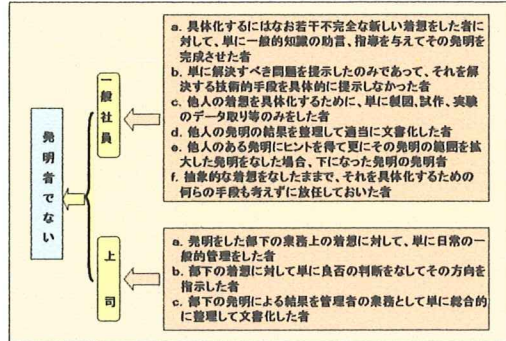 発明者でない
一般社員
a. 具体化するにはなお若干不完全な新しい着想をした者
に対して、単に一般的知識の助言、指導を与えてその発明を
完成させた者
b. 単に解決すべき問題を提示したのみであって、それを解
決する技術的手段を具体的に提示しなかった者
c. 他人の着想を具体化するために、単に製図、試作、実験
のデータ取り等のみをした者
d. 他人の発明の結果を整理して適当に文書化した者
e. 他人のある発明にヒントを得て更にその発明の範囲を拡
大した発明をなした場合、下になった発明の発明者
f. 抽象的な着想をなしたままで、それを具体化するための
何らの手段も考えずに放任しておいた者
上司
a. 発明をした部下の業務上の着想に対して、単に日常の一
般的管理をした者
b. 部下の着想に対して単に良否の判断をなしてその方向を
指示した者
c. 部下の発明による結果を管理者の業務として単に総合的
に整理して文書化した者